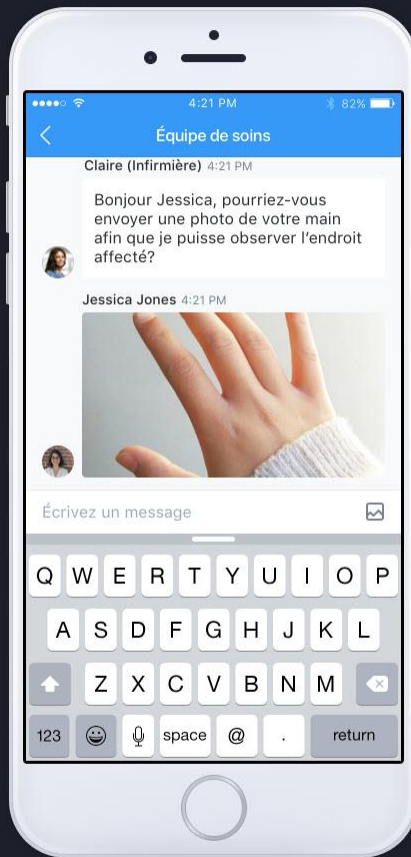 4:21 PM
82%
Équipe de soins
Claire (Infirmière) 4:21 PM
Bonjour Jessica, pourriez-vous
envoyer une photo de votre main
afin que je puisse observer l’endroit
affecté?
Jessica Jones 4:21 PM
Écrivez un message
Q W E R T Y U I O P
A S D F G H J K L
Z X C V B N M
123 space @ . return